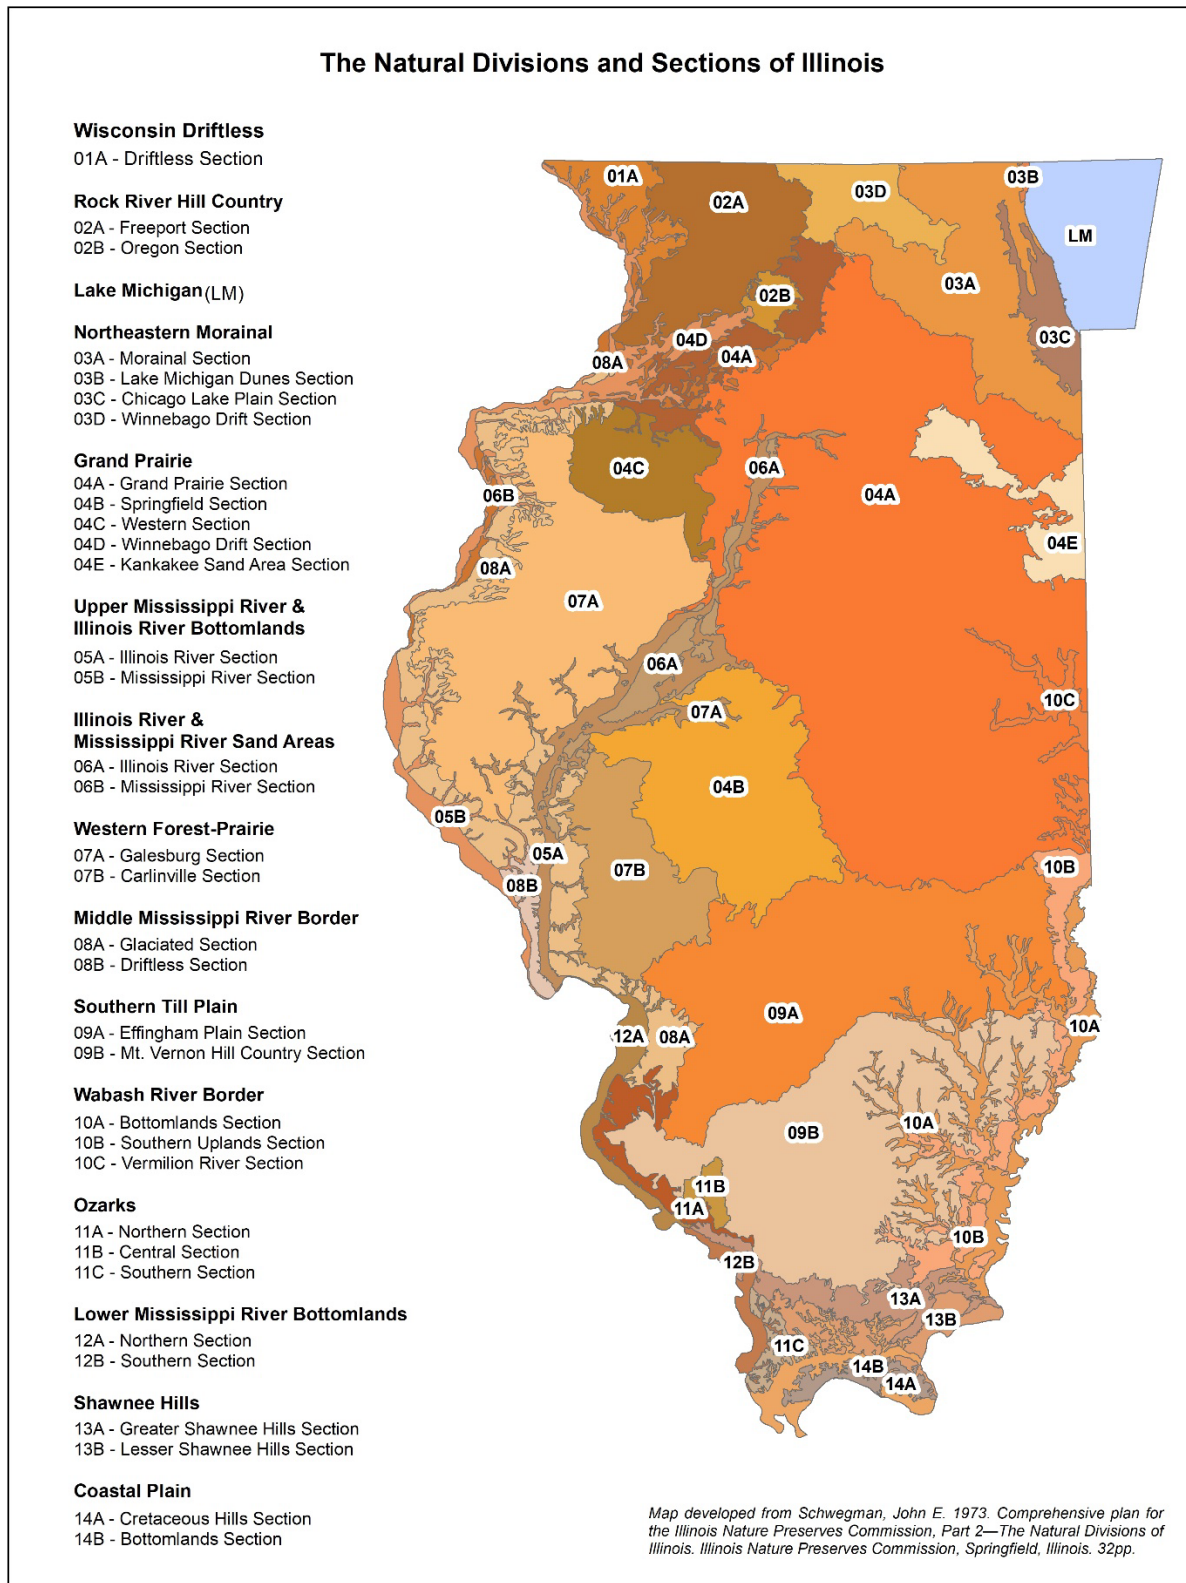 The Natural Divisions and Sections of Illinois
Wisconsin Driftless
01A - Driftless Section
Rock River Hill Country
02A - Freeport Section
02B - Oregon Section
Lake Michigan (LM)
Northeastern Morainal
03A - Morainal Section
03B - Lake Michigan Dunes Section
03C - Chicago Lake Plain Section
03D - Winnebago Drift Section
Grand Prairie
04A - Grand Prairie Section
04B - Springfield Section
04C - Western Section
04D - Winnebago Drift Section
04E - Kankakee Sand Area Section
Upper Mississippi River &
Illinois River Bottomlands
05A - Illinois River Section
05B - Mississippi River Section
Illinois River &
Mississippi River Sand Areas
06A - Illinois River Section
06B - Mississippi River Section
Western Forest-Prairie
07A - Galesburg Section
07B - Carlinville Section
Middle Mississippi River Border
08A - Glaciated Section
08B - Driftless Section
Southern Till Plain
09A - Effingham Plain Section
09B - Mt. Vernon Hill Country Section
Wabash River Border
10A - Bottomlands Section
10B - Southern Uplands Section
10C - Vermilion River Section
Ozarks
11A - Northern Section
11B - Central Section
11C - Southern Section
Lower Mississippi River Bottomlands
12A - Northern Section
12B - Southern Section
Shawnee Hills
13A - Greater Shawnee Hills Section
13B - Lesser Shawnee Hills Section
Coastal Plain
14A - Cretaceous Hills Section
14B - Bottomlands Section
01A
02A
03D
03B
LM
03A
02B
03C
04D
04A
08A
04C
06A
06B
04A
04E
08A
07A
06A
10C
07A
04B
05B
05A
07B
08B
10B
09A
12A
08A
10A
10A
09B
11B
11A
10B
12B
13A
13B
11C
14B
14A
Map developed from Schwegman, John E. 1973. Comprehensive plan for
the Illinois Nature Preserves Commission, Part 2—The Natural Divisions of
Illinois. Illinois Nature Preserves Commission, Springfield, Illinois. 32pp.